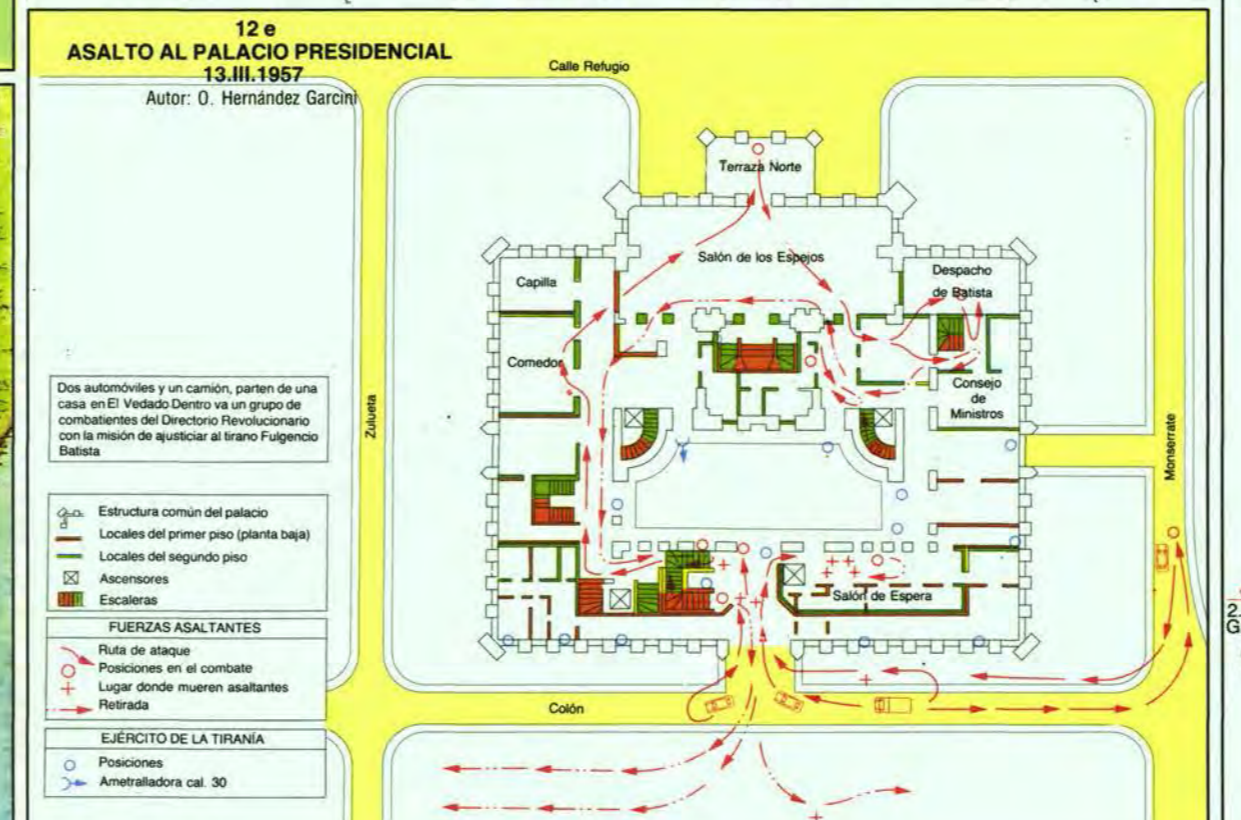 12 e
ASALTO AL PALACIO PRESIDENCIAL
13.III.1957
Autor: O. Hernández Garcini
Calle Refugio
Terraza Norte
Salón de los Espejos
Capilla
Despacho
de Batista
Comedor
Consejo
de
Ministros
Dos automóviles y un camión, parten de una
casa en El Vedado Dentro va un grupo de
combatientes del Directorio Revolucionario
con la misión de ajusticiar al tirano Fulgencio
Batista
Zulueta
Monserrate
Estructura común del palacio
Locales del primer piso (planta baja)
Locales del segundo piso
Ascensores
Escaleras
Salón de Espera
FUERZAS ASALTANTES
Ruta de ataque
Posiciones en el combate
Lugar donde mueren asaltantes
Retirada
Colón
EJÉRCITO DE LA TIRANÍA
Posiciones
Ametralladora cal. 30